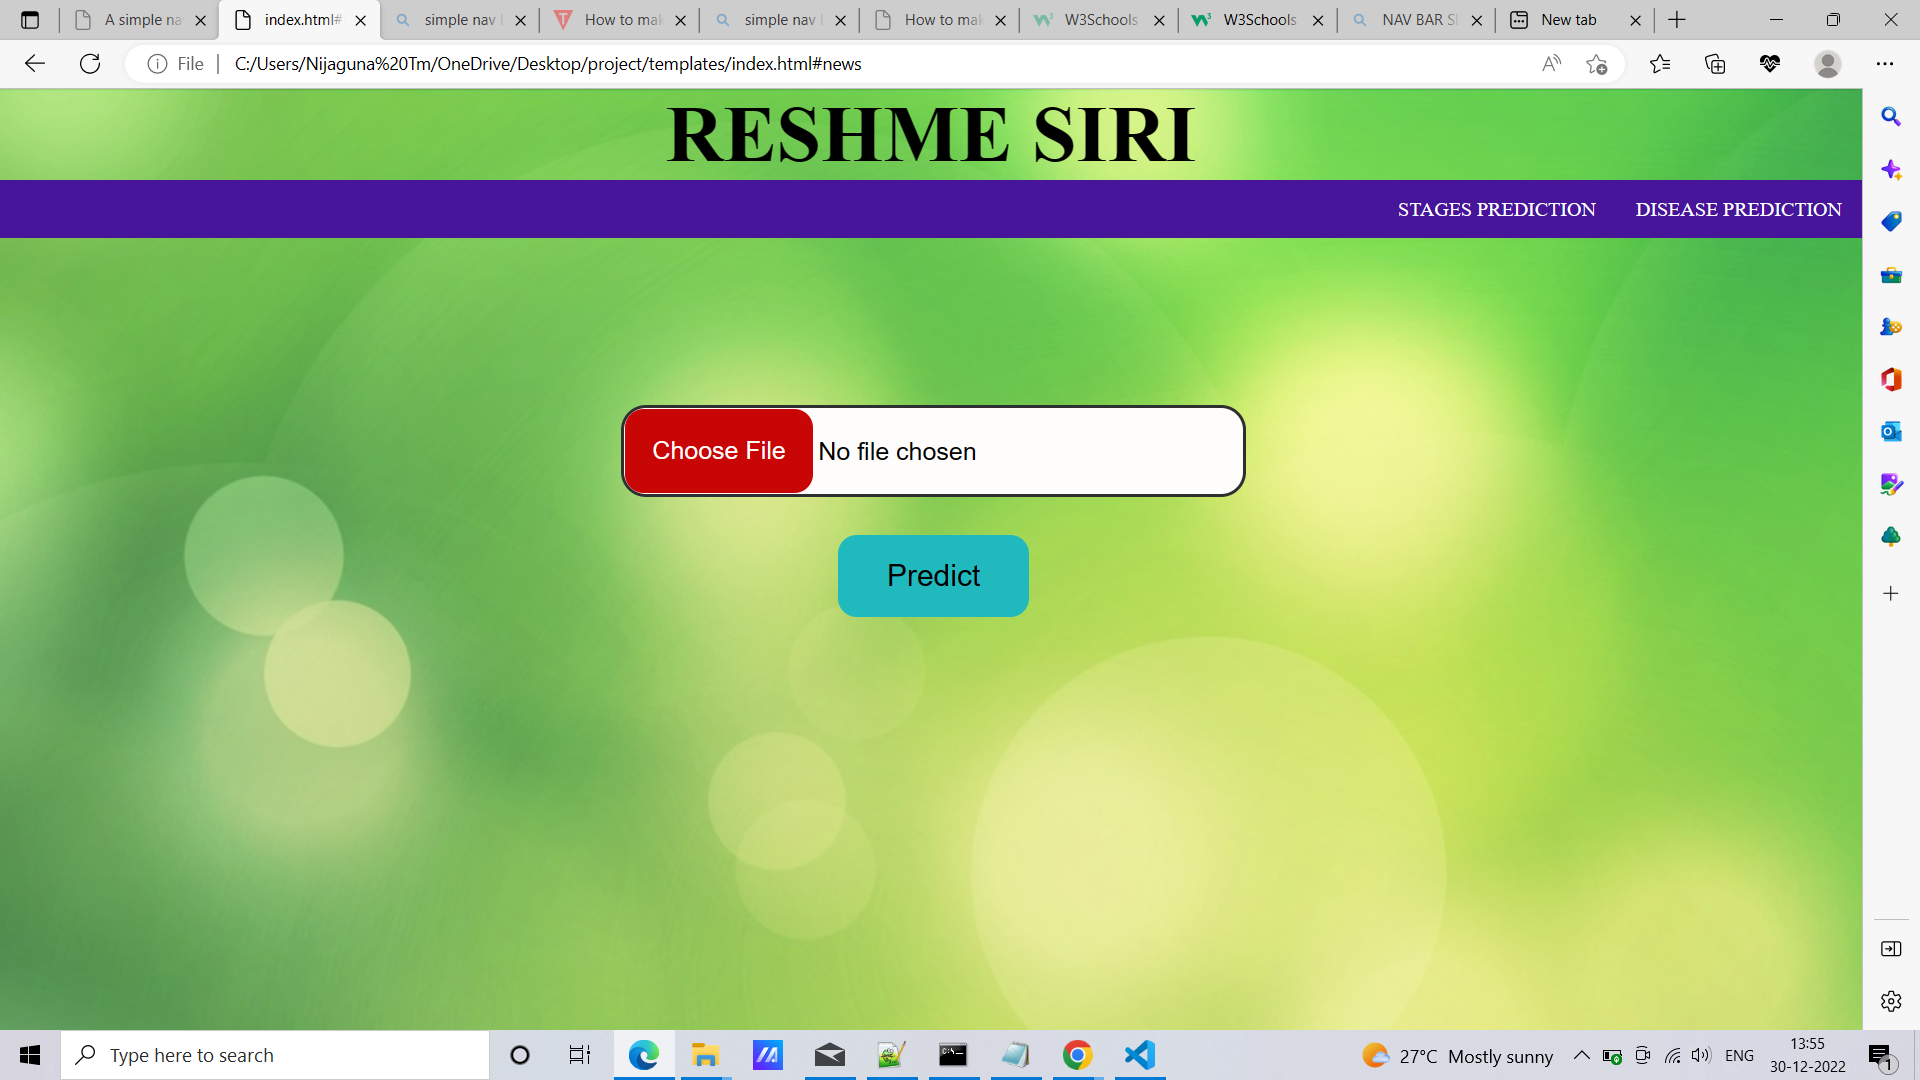 A simple na
index.html#
simple nav
How to mak
simple nav
How to mak
W3Schools
W3Schools
NAV BAR S
New tab
File
C:/Users/Nijaguna%20Tm/OneDrive/Desktop/project/templates/index.html#news
RESHME SIRI
STAGES PREDICTION
DISEASE PREDICTION
Choose File
No file chosen
Predict
Type here to search
27°C Mostly sunny
ENG
13:55
30-12-2022
1